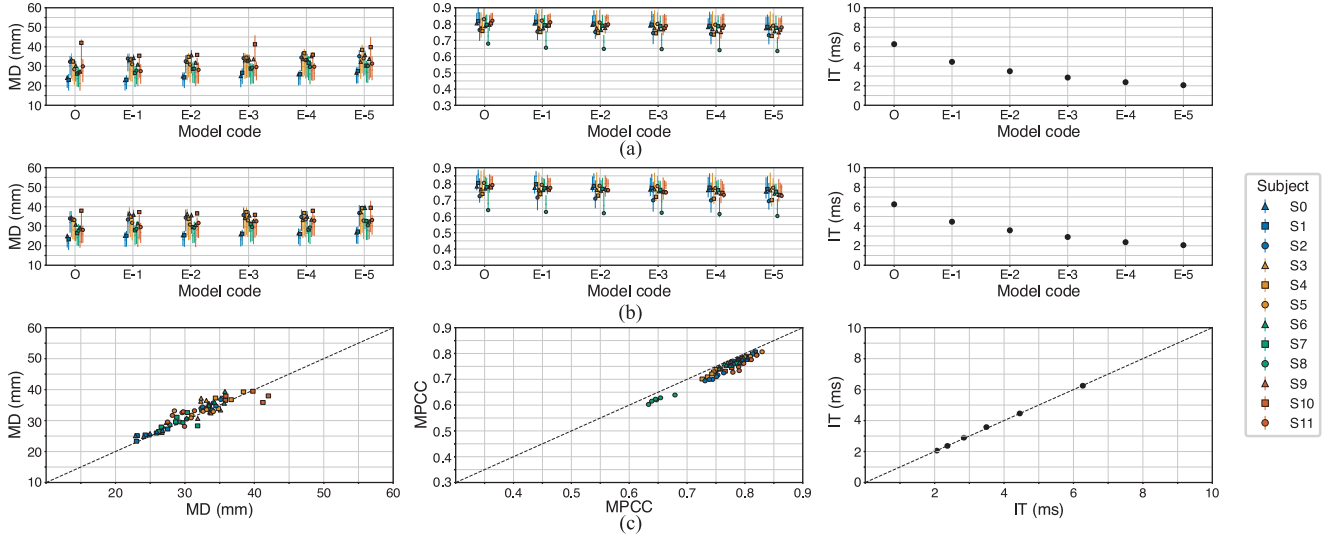 60
50
40
30
20
10
MD (mm)
O E-1 E-2 E-3 E-4 E-5
Model code
0.9
0.8
0.7
0.6
0.5
0.4
0.3
MPCC
O E-1 E-2 E-3 E-4 E-5
Model code
10
8
6
4
2
0
IT (ms)
O E-1 E-2 E-3 E-4 E-5
Model code
(a)
60
50
40
30
20
10
MD (mm)
O E-1 E-2 E-3 E-4 E-5
Model code
0.9
0.8
0.7
0.6
0.5
0.4
0.3
MPCC
O E-1 E-2 E-3 E-4 E-5
Model code
10
8
6
4
2
0
IT (ms)
O E-1 E-2 E-3 E-4 E-5
Model code
(b)
60
50
40
30
20
10
MD (mm)
20 30 40 50 60
MD (mm)
0.9
0.8
0.7
0.6
0.5
0.4
0.3
MPCC
0.3 0.4 0.5 0.6 0.7 0.8 0.9
MPCC
10
8
6
4
2
0
IT (ms)
2 4 6 8 10
IT (ms)
(c)
Subject
S0
S1
S2
S3
S4
S5
S6
S7
S8
S9
S10
S11